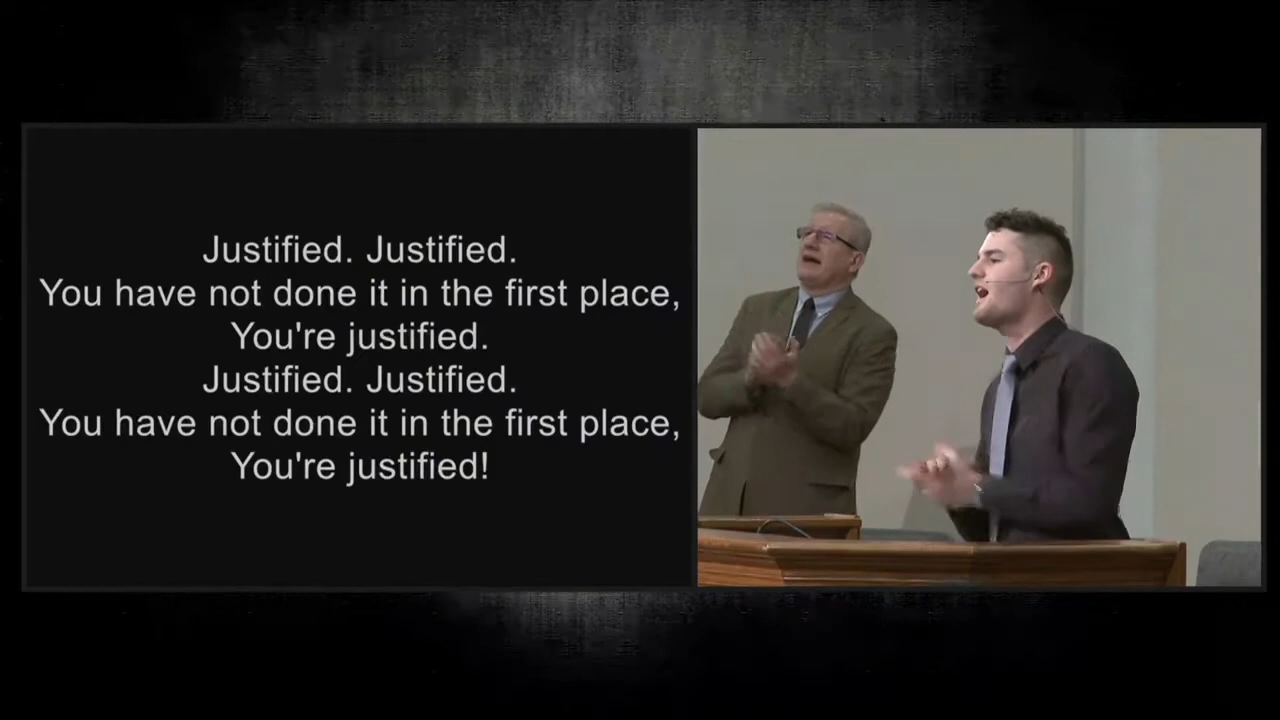 Justified. Justified.
You have not done it in the first place,
You're justified.
Justified. Justified.
You have not done it in the first place,
You're justified!